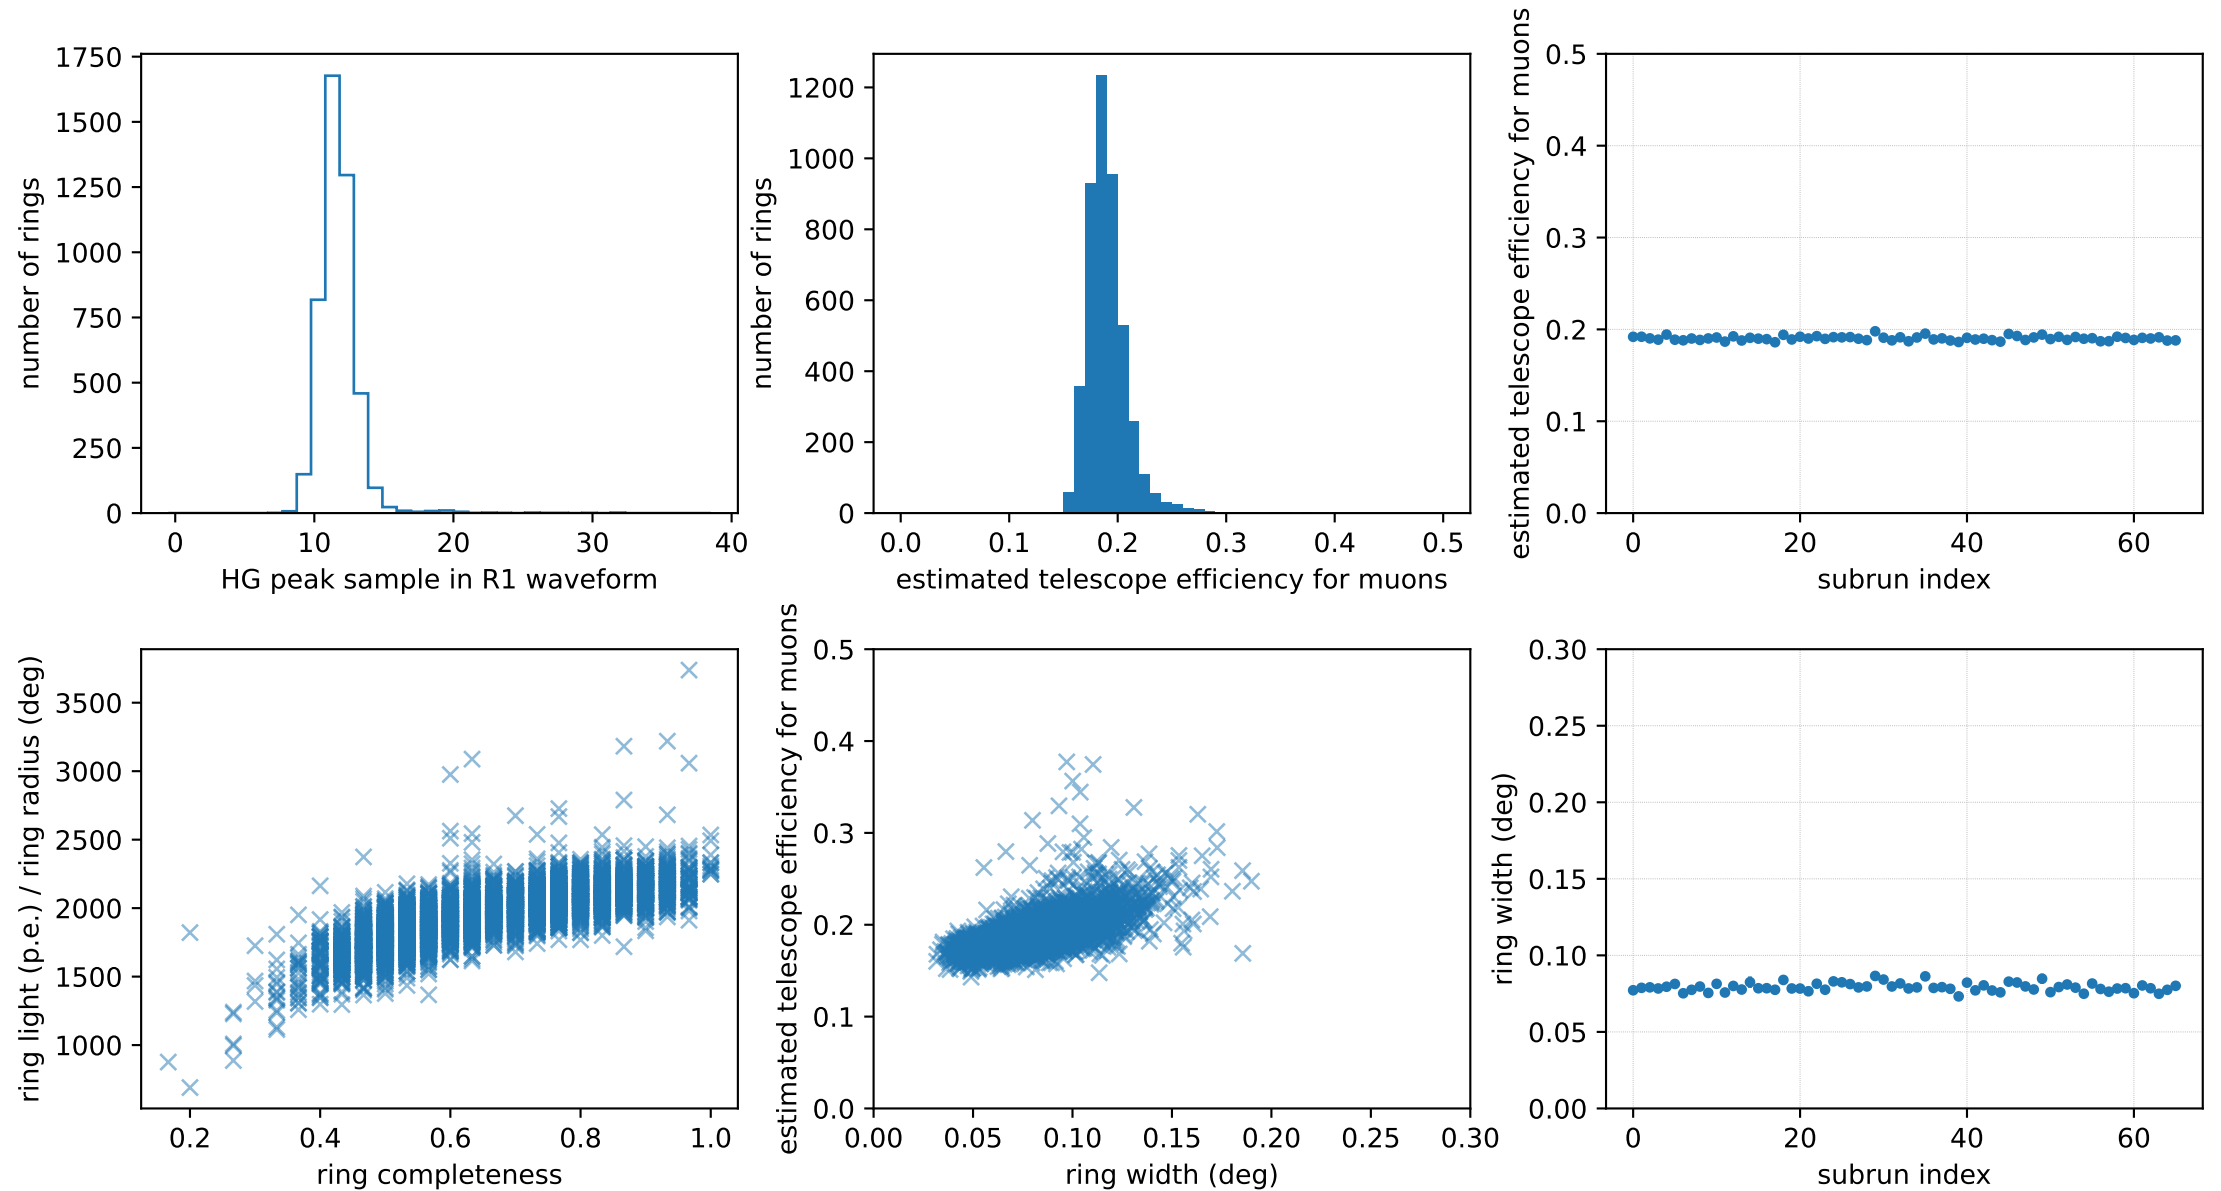 1750
1500
1250
1000
750
500
250
0
number of rings
0 10 20 30 40
HG peak sample in R1 waveform
1200
1000
800
600
400
200
0
number of rings
0.0 0.1 0.2 0.3 0.4 0.5
estimated telescope efficiency for muons
0.5
0.4
0.3
0.2
0.1
0.0
estimated telescope efficiency for muons
0 20 40 60
subrun index
3500
3000
2500
2000
1500
1000
ring light (p.e.) / ring radius (deg)
0.2 0.4 0.6 0.8 1.0
ring completeness
0.5
0.4
0.3
0.2
0.1
0.0
estimated telescope efficiency for muons
0.00 0.05 0.10 0.15 0.20 0.25 0.30
ring width (deg)
0.30
0.25
0.20
0.15
0.10
0.05
0.00
ring width (deg)
0 20 40 60
subrun index